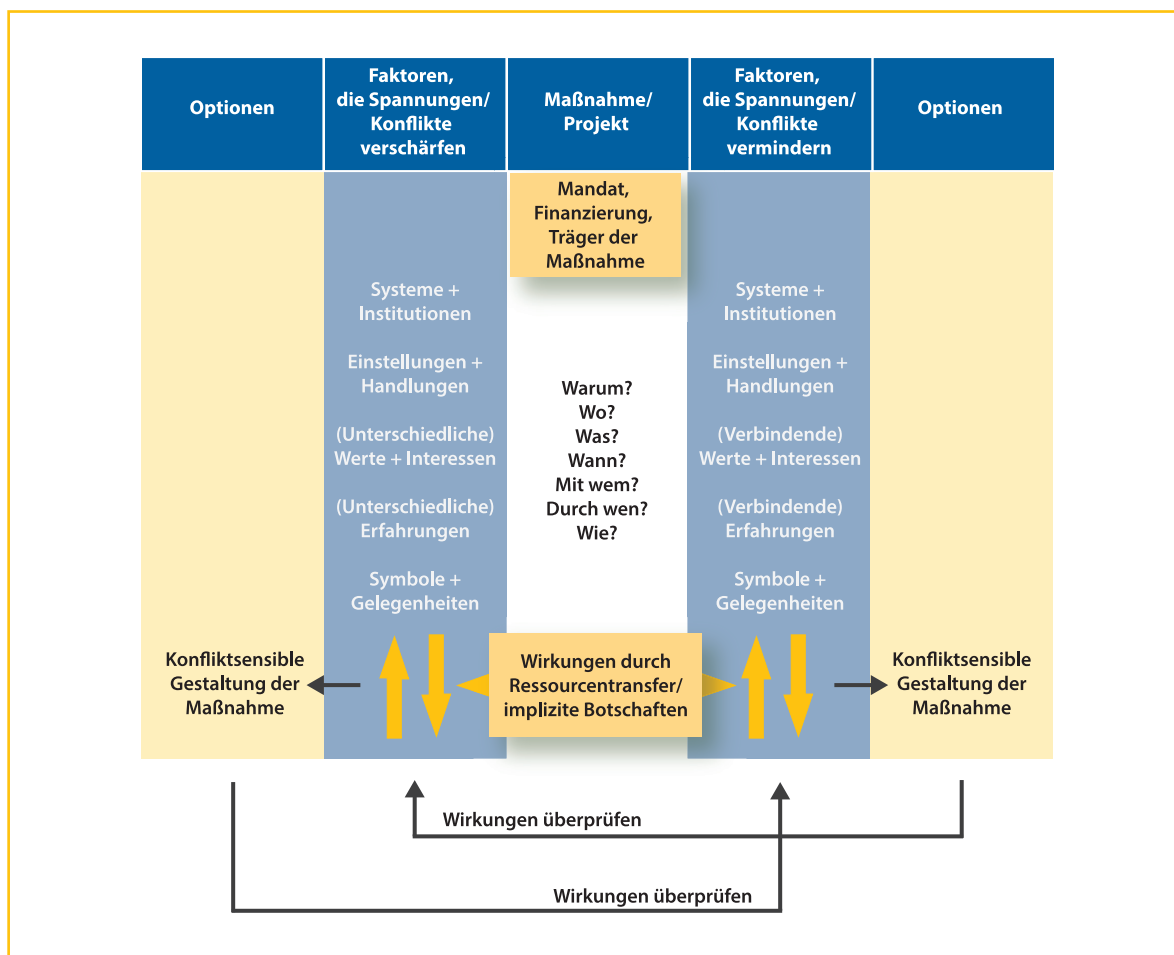 Optionen
Faktoren,
die Spannungen/
Konflikte
verschärfen
Maßnahme/
Projekt
Faktoren,
die Spannungen/
Konflikte
vermindern
Optionen
Mandat,
Finanzierung,
Träger der
Maßnahme
Systeme +
Institutionen
Einstellungen +
Handlungen
(Unterschiedliche)
Werte + Interessen
(Unterschiedliche)
Erfahrungen
Symbole +
Gelegenheiten
Warum?
Wo?
Was?
Wann?
Mit wem?
Durch wen?
Wie?
Systeme +
Institutionen
Einstellungen +
Handlungen
(Verbindende)
Werte + Interessen
(Verbindende)
Erfahrungen
Symbole +
Gelegenheiten
Konfliktsensible
Gestaltung der
Maßnahme
Wirkungen durch
Ressourcentransfer/
implizite Botschaften
Konfliktsensible
Gestaltung der
Maßnahme
Wirkungen überprüfen
Wirkungen überprüfen